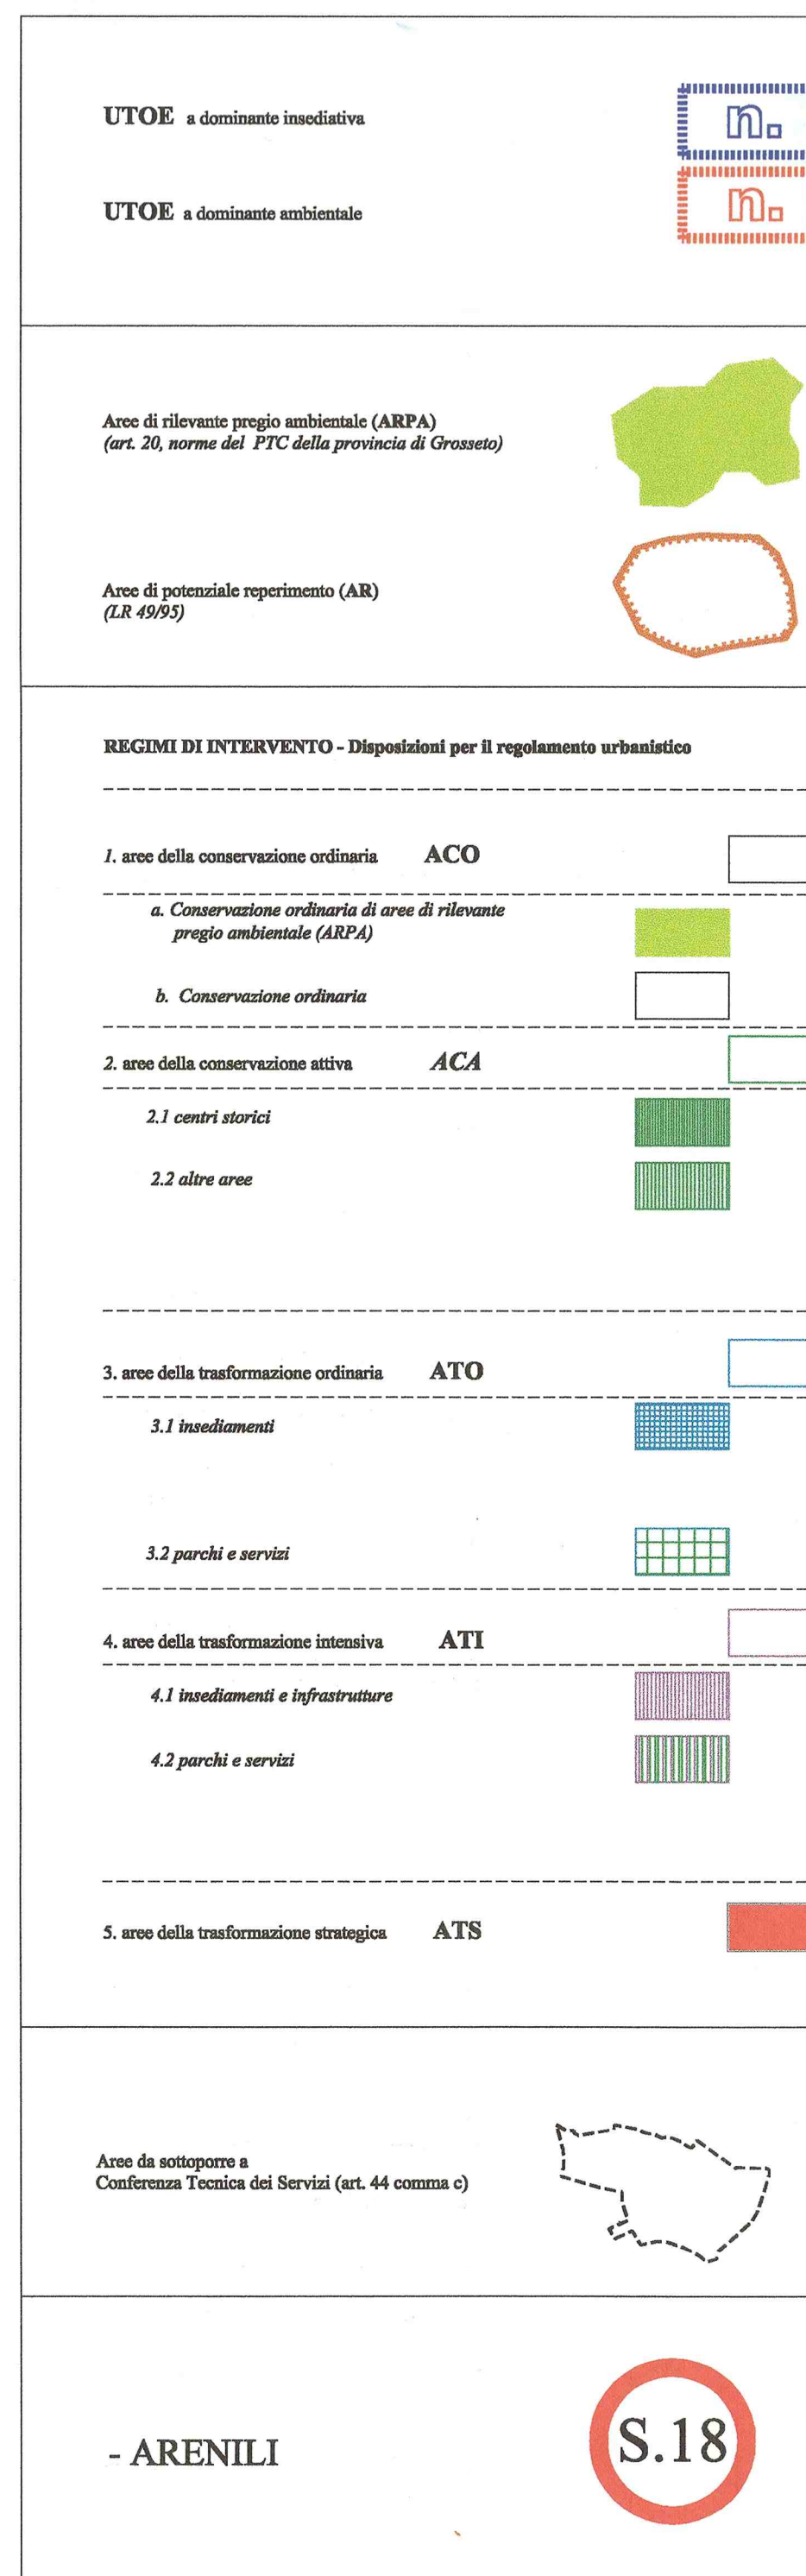 UTOE a dominante insediativa
n.
UTOE a dominante ambientale
n.
Aree di rilevante pregio ambientale (ARPA)
(art. 20, norme del PTC della provincia di Grosseto)
Aree di potenziale reperimento (AR)
(LR 49/95)
REGIMI DI INTERVENTO - Disposizioni per il regolamento urbanistico
1. aree della conservazione ordinaria ACO
a. Conservazione ordinaria di aree di rilevante
pregio ambientale (ARPA)
b. Conservazione ordinaria
2. aree della conservazione attiva ACA
2.1 centri storici
2.2 altre aree
3. aree della trasformazione ordinaria ATO
3.1 insediamenti
3.2 parchi e servizi
4. aree della trasformazione intensiva ATI
4.1 insediamenti e infrastrutture
4.2 parchi e servizi
5. aree della trasformazione strategica ATS
Aree da sottoporre a
Conferenza Tecnica dei Servizi (art. 44 comma c)
- ARENILI
S.18